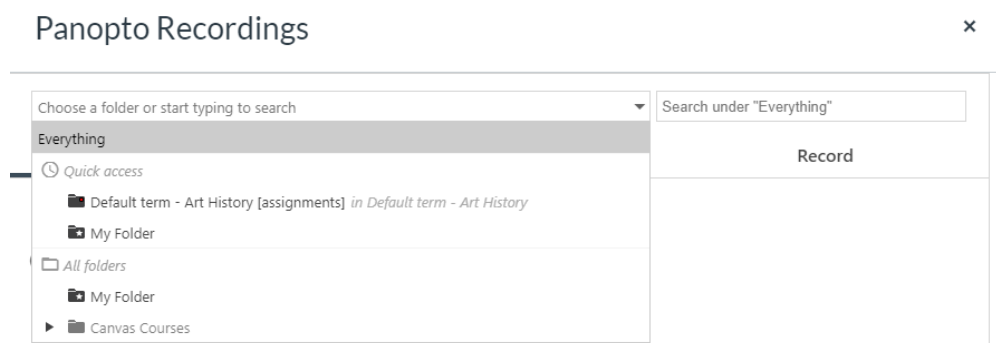 Panopto Recordings
×
Choose a folder or start typing to search
Search under "Everything"
Everything
Record
Quick access
Default term - Art History [assignments] in Default term - Art History
My Folder
All folders
My Folder
Canvas Courses